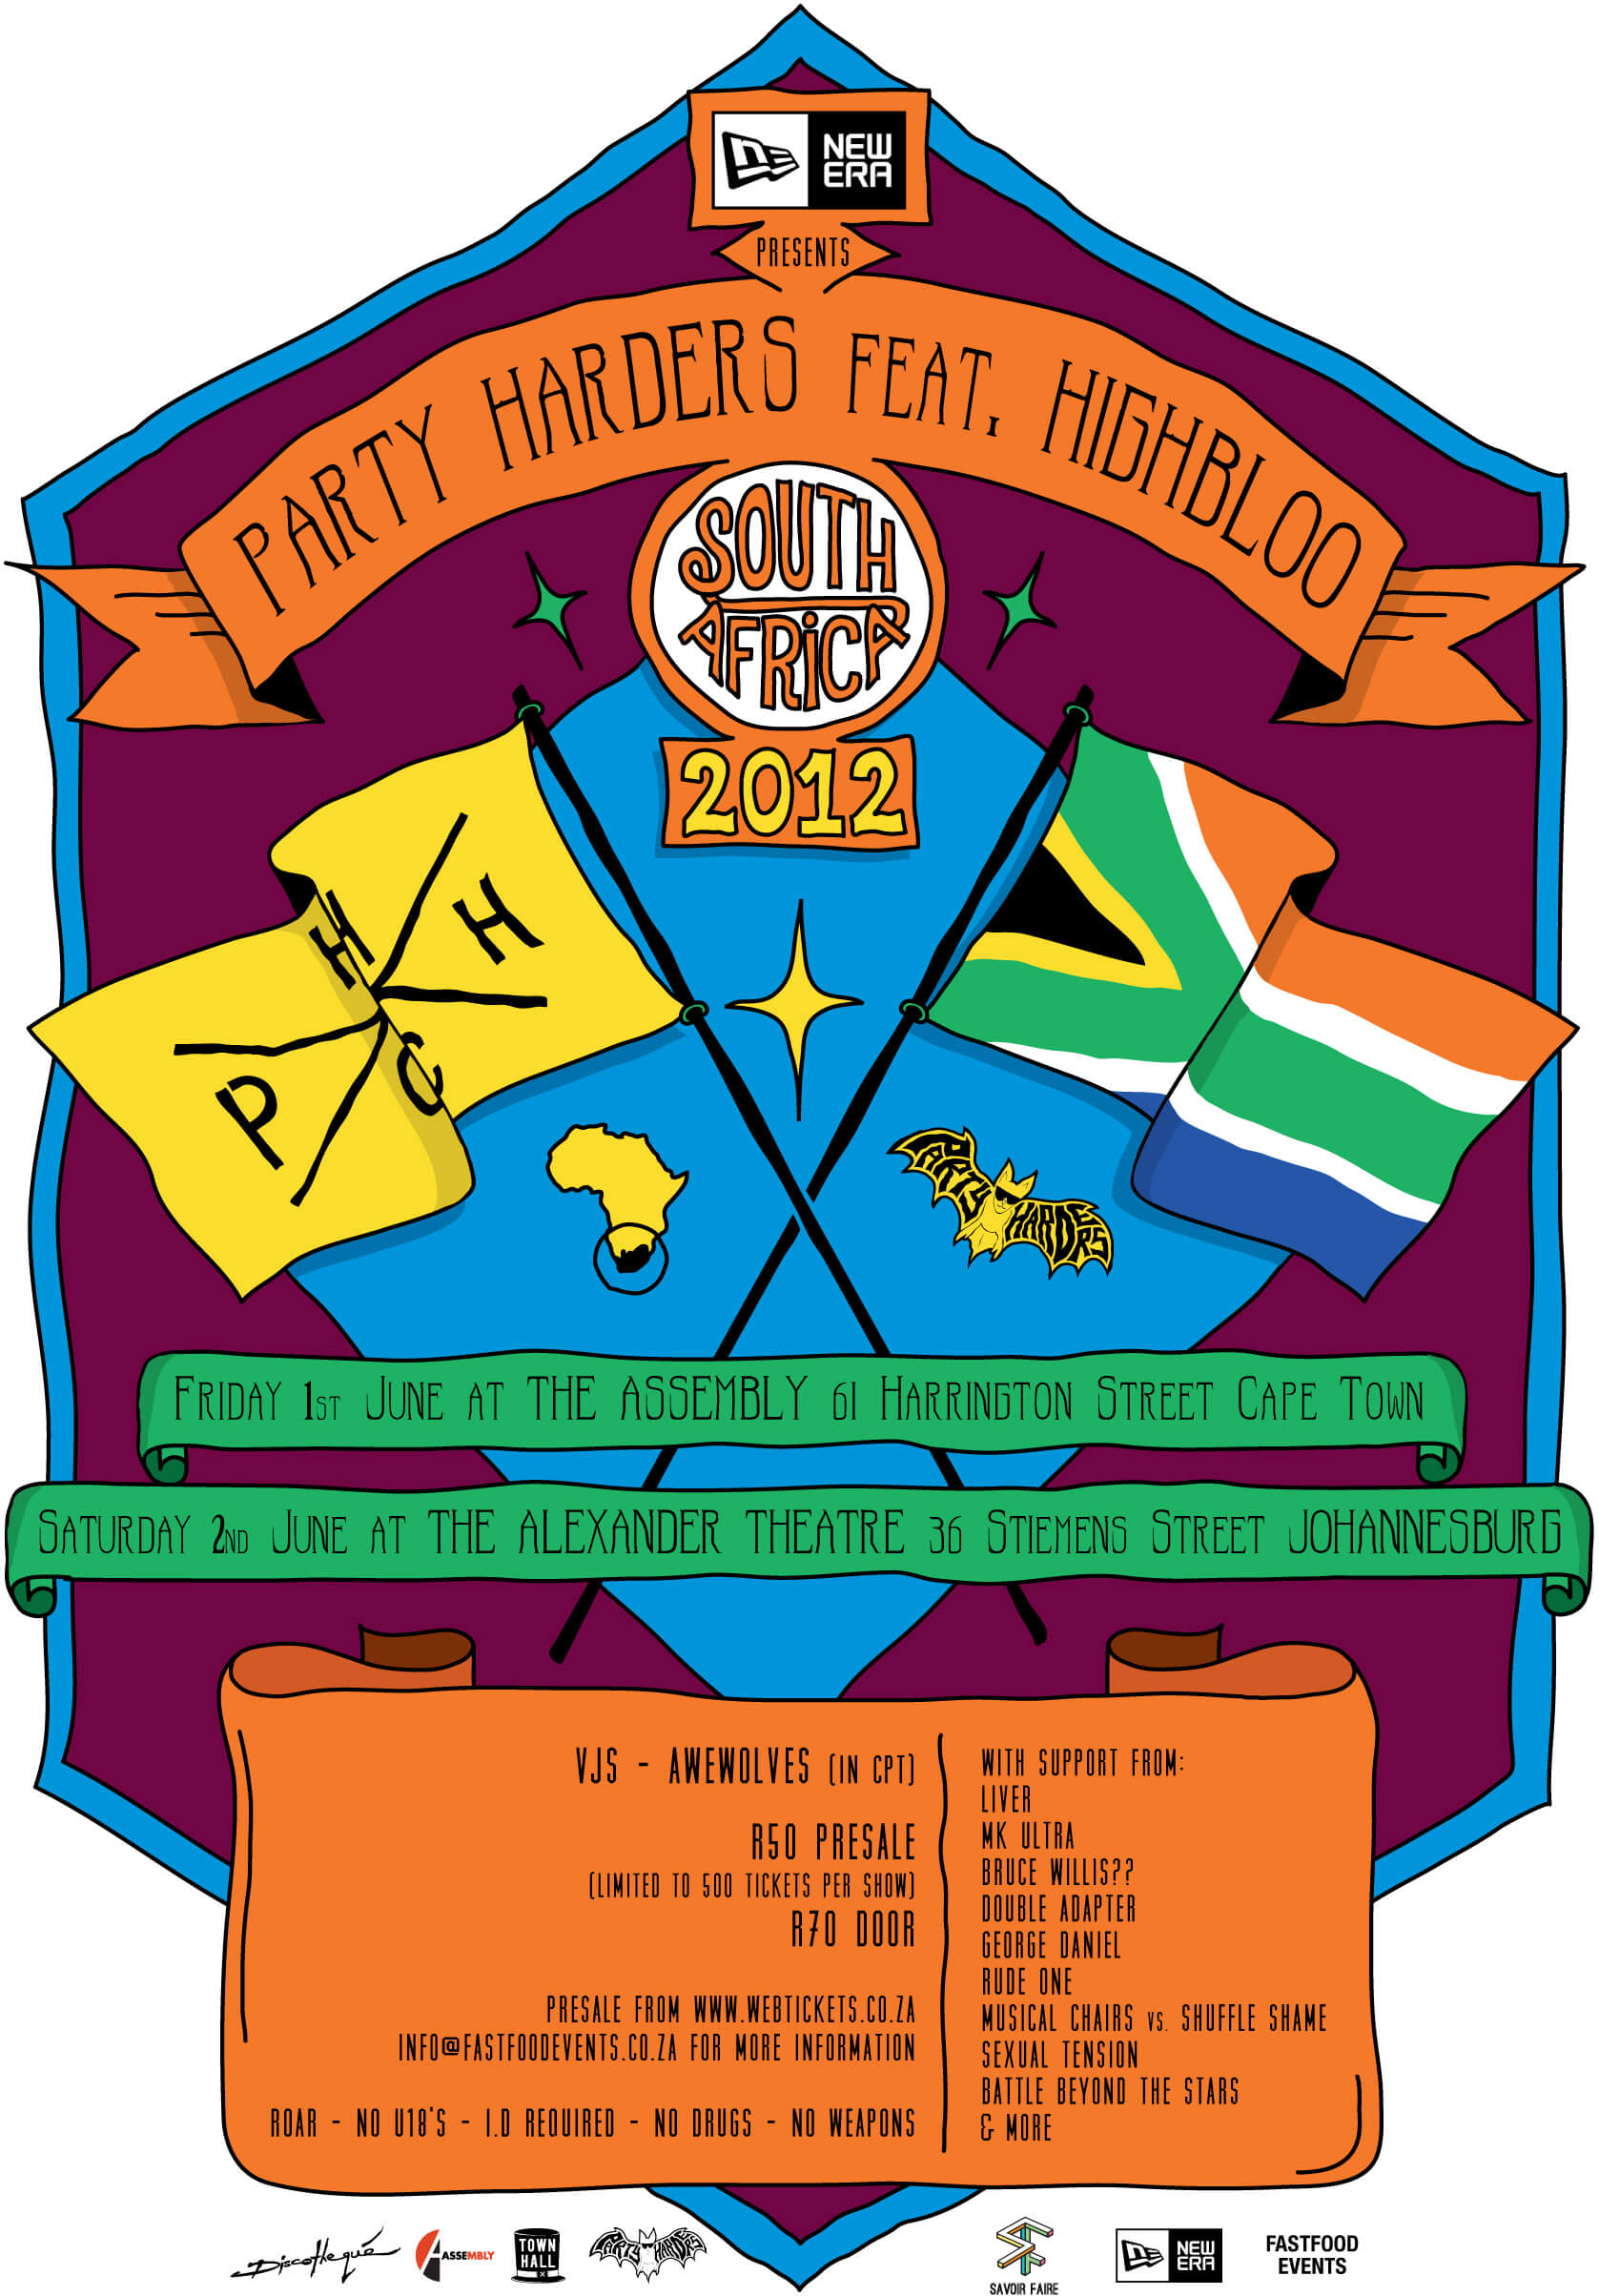 NEW
ERA
PRESENTS
PARTY HARDERS FEAT. HIGHBLOO
SOUTH
AFRiCA
2012
H
H
P
C
PARTY HARDERS
FRIDAY 1ST JUNE AT THE ASSEMBLY 61 HARRINGTON STREET CAPE TOWN
SATURDAY 2ND JUNE AT THE ALEXANDER THEATRE 36 STIEMENS STREET JOHANNESBURG
VJS - AWEWOLVES (IN CPT)
R50 PRESALE
(LIMITED TO 500 TICKETS PER SHOW)
R70 DOOR
PRESALE FROM WWW.WEBTICKETS.CO.ZA
INFO@FASTFOODEVENTS.CO.ZA FOR MORE INFORMATION
ROAR - NO U18'S - I.D REQUIRED - NO DRUGS - NO WEAPONS
WITH SUPPORT FROM:
LIVER
MK ULTRA
BRUCE WILLIS??
DOUBLE ADAPTER
GEORGE DANIEL
RUDE ONE
MUSICAL CHAIRS VS. SHUFFLE SHAME
SEXUAL TENSION
BATTLE BEYOND THE STARS
& MORE
Discotheque
ASSEMBLY
TOWN
HALL
PARTY HARDERS
SAVOIR FAIRE
NEW
ERA
FASTFOOD
EVENTS